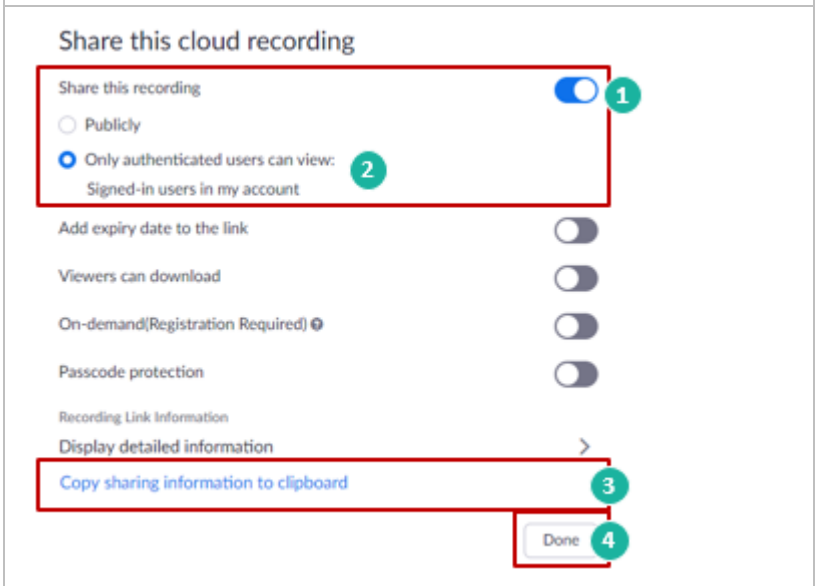 Share this cloud recording
Share this recording
1
Publicly
Only authenticated users can view:
2
Signed-in users in my account
Add expiry date to the link
Viewers can download
On-demand(Registration Required) ?
Passcode protection
Recording Link Information
Display detailed information >
Copy sharing information to clipboard
3
Done
4